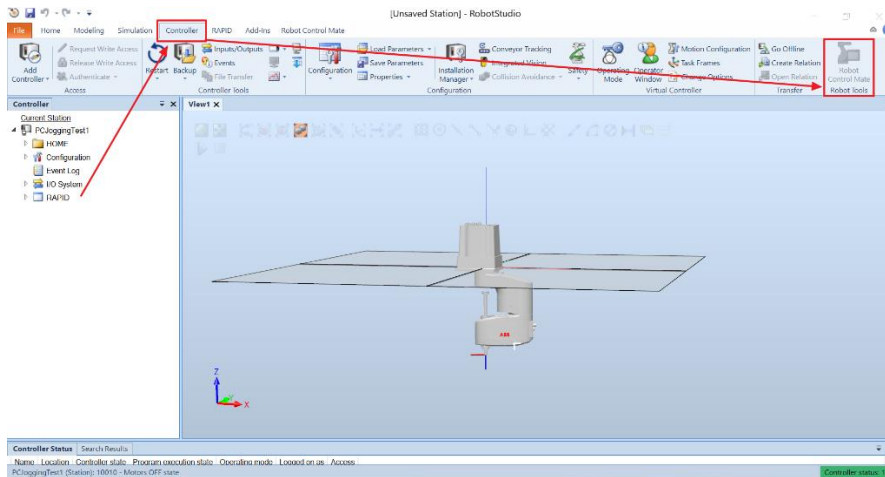 [Unsaved Station] - RobotStudio
File Home Modeling Simulation Controller RAPID Add-Ins Robot Control Mate
Add Controller
Request Write Access
Release Write Access
Authenticate
Access
Restart
Backup
Inputs/Outputs
Events
File Transfer
Controller Tools
Configuration
Load Parameters
Save Parameters
Properties
Installation Manager
Conveyor Tracking
Integrated Vision
Collision Avoidance
Safety
Configuration
Operating Mode
Operator Window
Motion Configuration
Task Frames
Change Options
Virtual Controller
Go Offline
Create Relation
Open Relation
Transfer
Robot Control Mate
Robot Tools
Controller
View1
Current Station
PCJoggingTest1
HOME
Configuration
Event Log
I/O System
RAPID
ABB
Z
Y
X
Controller Status Search Results
Name Location Controller state Program execution state Operating mode Logged on as Access
PCJoggingTest1 (Station): 10010 - Motors OFF state
Controller status: 1